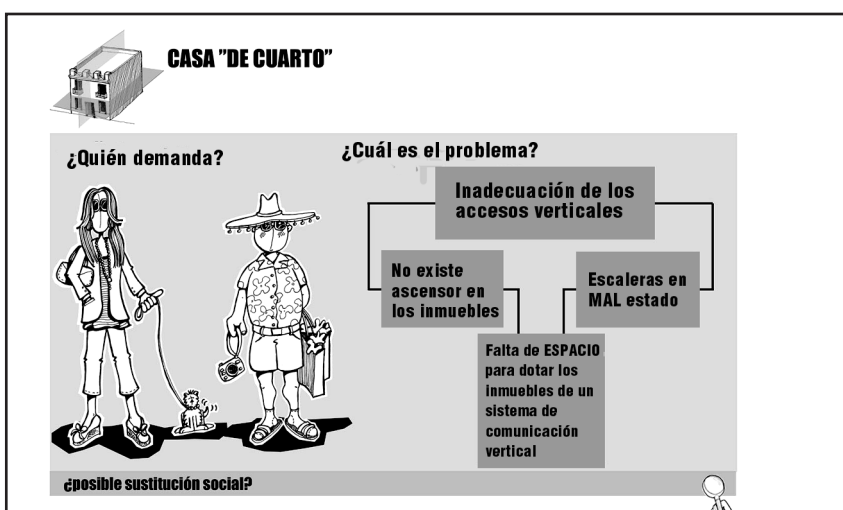 CASA "DE CUARTO"
¿Quién demanda?
¿Cuál es el problema?
Inadecuación de los
accesos verticales
No existe
ascensor en
los inmuebles
Escaleras en
MAL estado
Falta de ESPACIO
para dotar los
inmuebles de un
sistema de
comunicación
vertical
¿posible sustitución social?